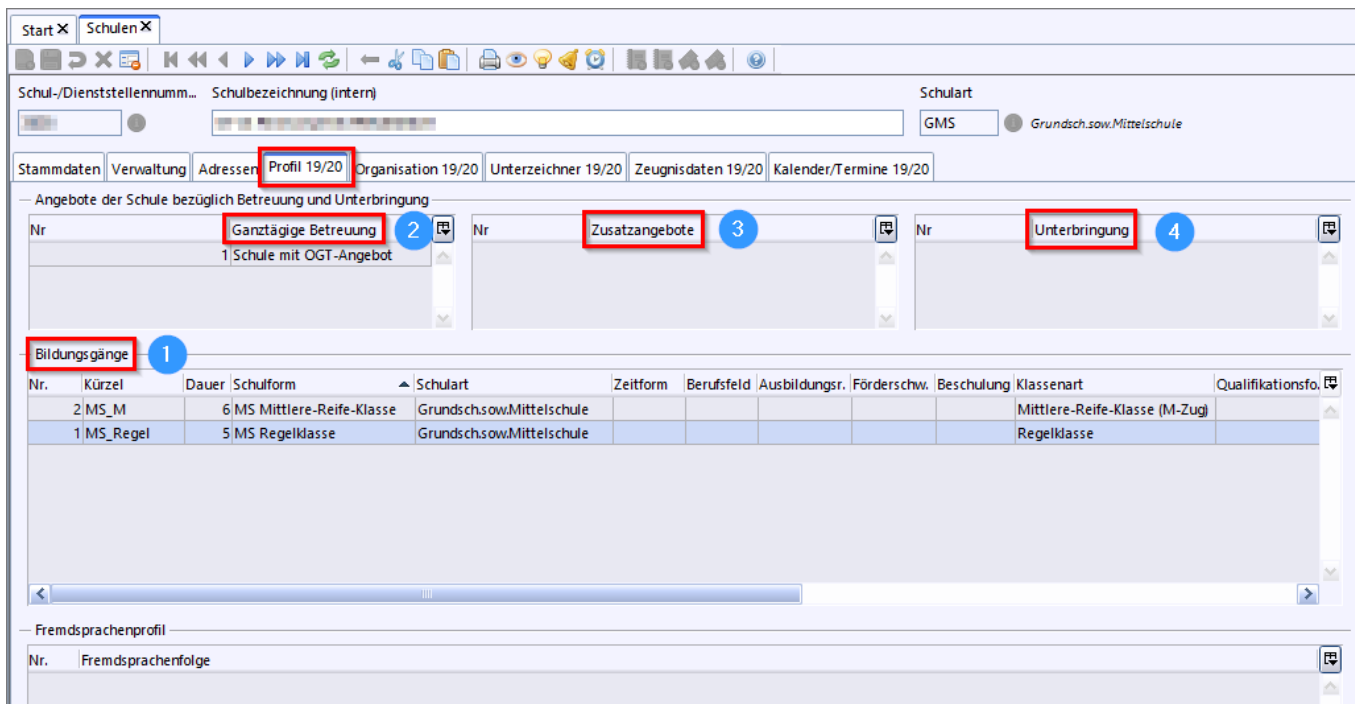 Start Schulen
Schul-/Dienststellennumm... Schulbezeichnung (intern) Schulart
GMS Grundsch.sow.Mittelschule
Stammdaten Verwaltung Adressen Profil 19/20 Organisation 19/20 Unterzeichner 19/20 Zeugnisdaten 19/20 Kalender/Termine 19/20
Angebote der Schule bezüglich Betreuung und Unterbringung
Nr Ganztägige Betreuung 2 Nr Zusatzangebote 3 Nr Unterbringung 4
1 Schule mit OGT-Angebot
Bildungsgänge 1
Nr. Kürzel Dauer Schulform Schulart Zeitform Berufsfeld Ausbildungsr. Förderschw. Beschulung Klassenart Qualifikationsfo.
2 MS_M 6 MS Mittlere-Reife-Klasse Grundsch.sow.Mittelschule Mittlere-Reife-Klasse (M-Zug)
1 MS_Regel 5 MS Regelklasse Grundsch.sow.Mittelschule Regelklasse
Fremdsprachenprofil
Nr. Fremdsprachenfolge